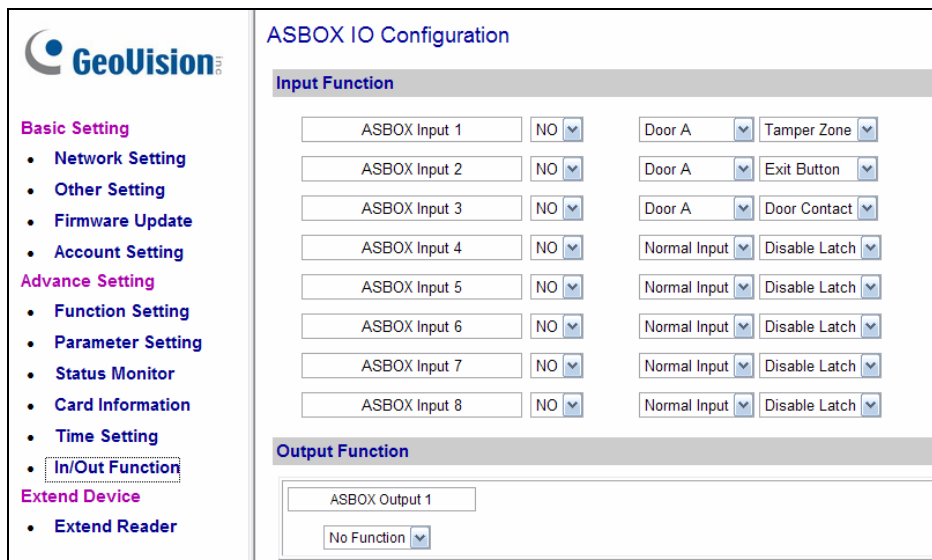 GeoVision inc
Basic Setting
Network Setting
Other Setting
Firmware Update
Account Setting
Advance Setting
Function Setting
Parameter Setting
Status Monitor
Card Information
Time Setting
In/Out Function
Extend Device
Extend Reader
ASBOX IO Configuration
Input Function
ASBOX Input 1 NO Door A Tamper Zone
ASBOX Input 2 NO Door A Exit Button
ASBOX Input 3 NO Door A Door Contact
ASBOX Input 4 NO Normal Input Disable Latch
ASBOX Input 5 NO Normal Input Disable Latch
ASBOX Input 6 NO Normal Input Disable Latch
ASBOX Input 7 NO Normal Input Disable Latch
ASBOX Input 8 NO Normal Input Disable Latch
Output Function
ASBOX Output 1
No Function